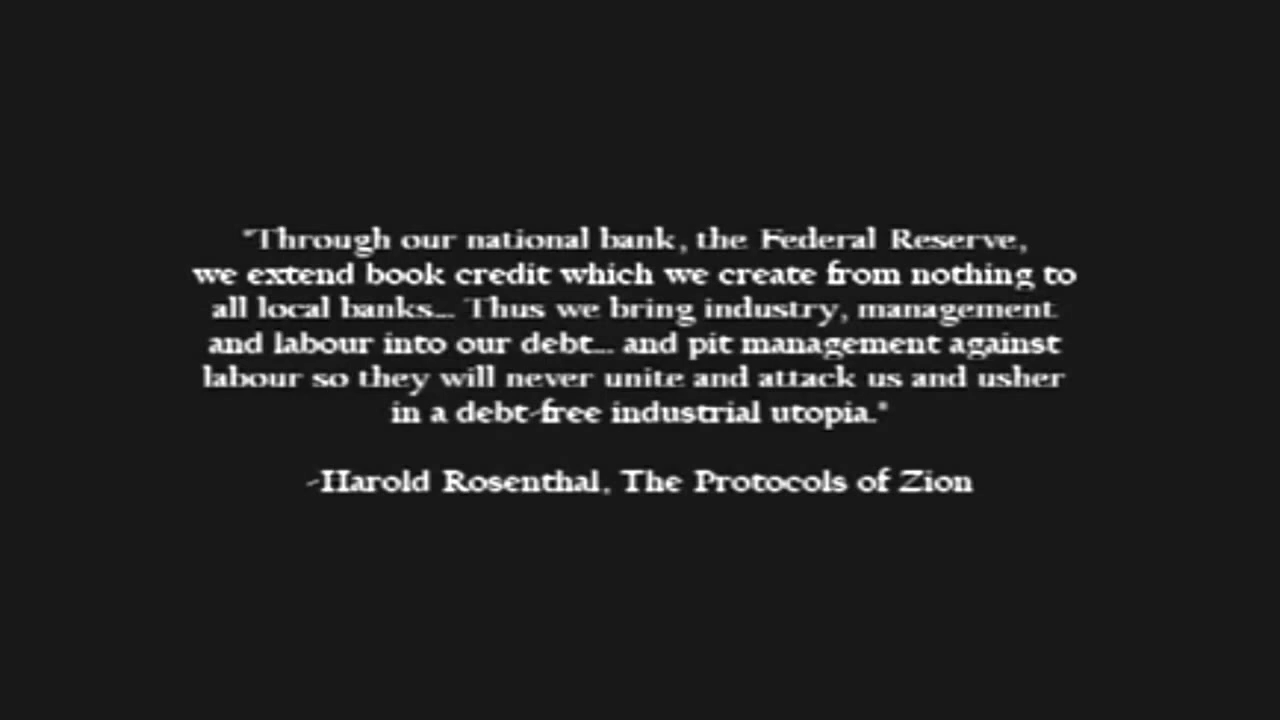 "Through our national bank, the Federal Reserve,
we extend book credit which we create from nothing to
all local banks... Thus we bring industry, management
and labour into our debt... and pit management against
labour so they will never unite and attack us and usher
in a debt-free industrial utopia."
-Harold Rosenthal, The Protocols of Zion